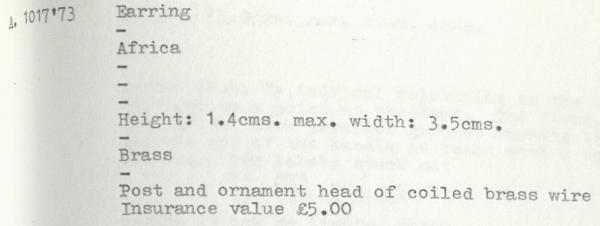 A. 1017'73
Earring
-
Africa
-
-
-
Height: 1.4cms. max. width: 3.5cms.
-
Brass
-
Post and ornament head of coiled brass wire
Insurance value £5.00